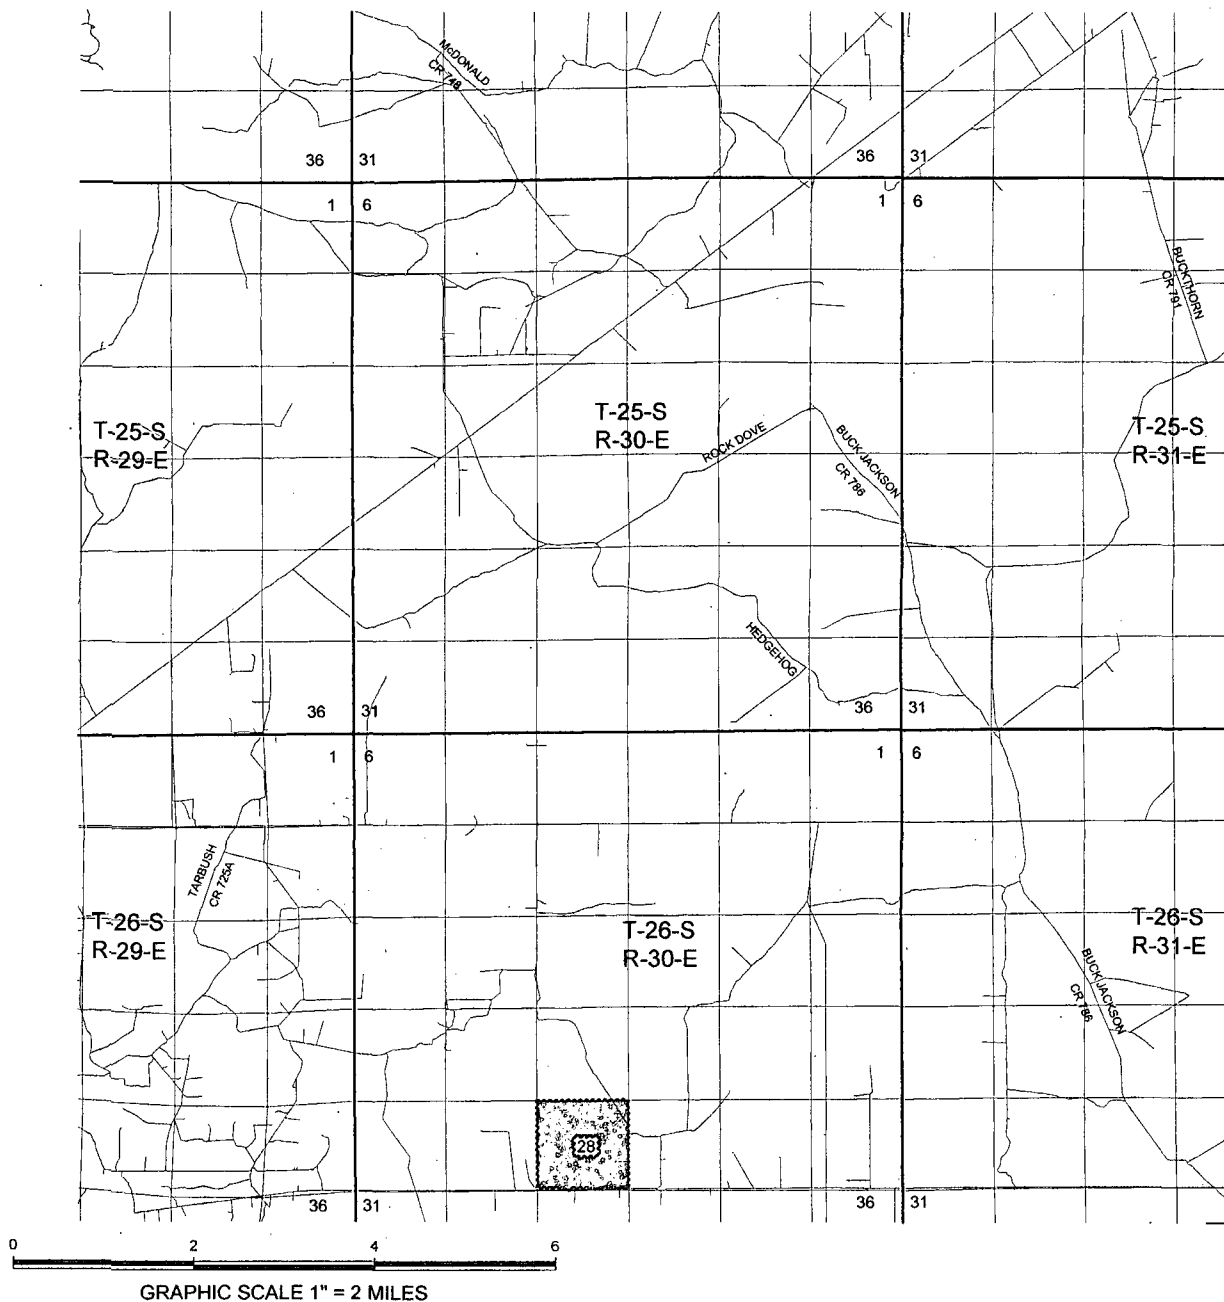 McDONALD
CR 748
36 31
36 31
1 6
1 6
BUCKTHORN
CR 791
T-25-S
R-29-E
T-25-S
R-30-E
ROCK DOVE
BUCK JACKSON
CR 786
T-25-S
R-31-E
HEDGEHOG
36 31
36 31
1 6
1 6
TARBUSH
CR 725A
T-26-S
R-29-E
T-26-S
R-30-E
T-26-S
R-31-E
BUCK JACKSON
CR 786
28
36 31
36 31
0 2 4 6
GRAPHIC SCALE 1" = 2 MILES